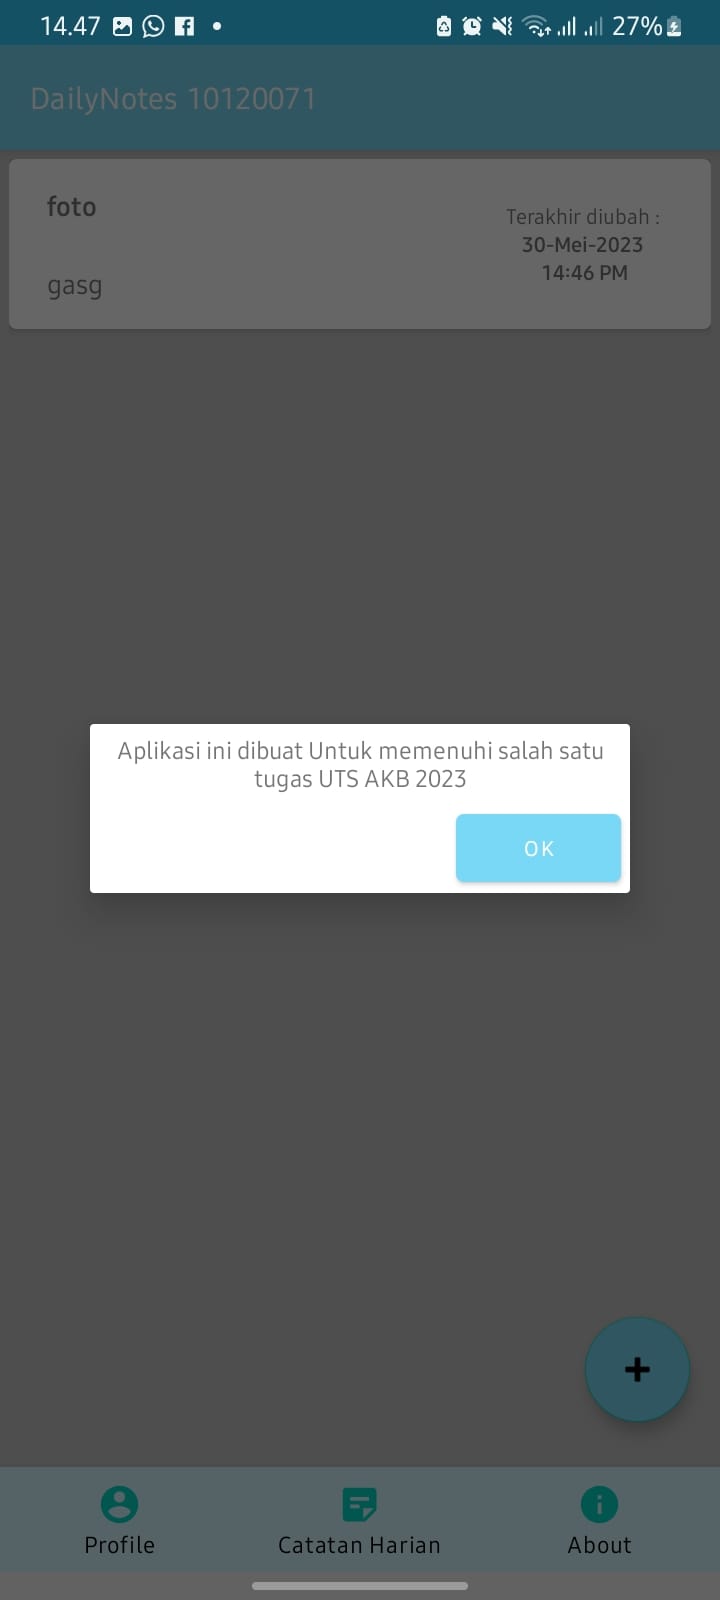 14.47
27%
DailyNotes 10120071
foto
Terakhir diubah :
30-Mei-2023
14:46 PM
gasg
Aplikasi ini dibuat Untuk memenuhi salah satu
tugas UTS AKB 2023
OK
Profile
Catatan Harian
About